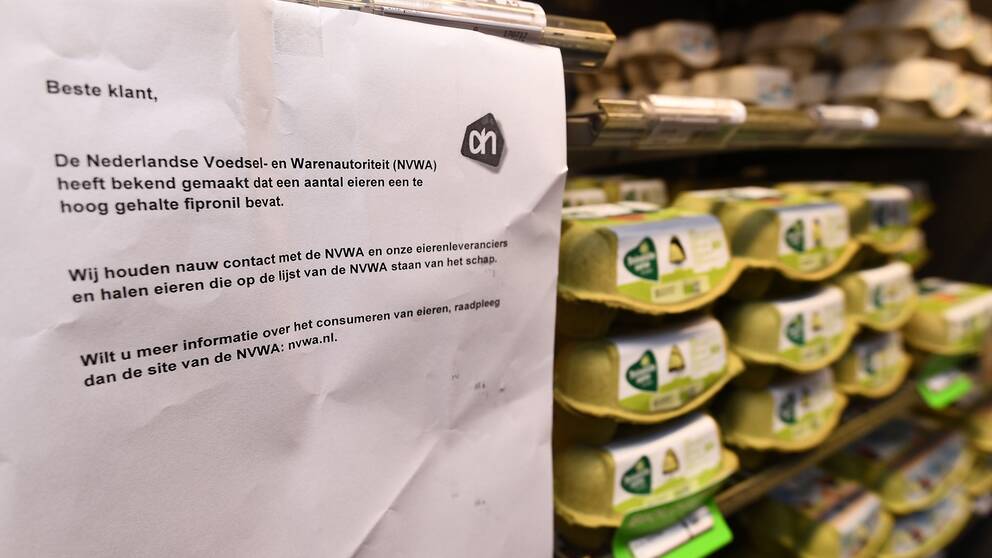 Beste klant,
ah
De Nederlandse Voedsel- en Warenautoriteit (NVWA)
heeft bekend gemaakt dat een aantal eieren een te
hoog gehalte fipronil bevat.
Wij houden nauw contact met de NVWA en onze eierenleveranciers
en halen eieren die op de lijst van de NVWA staan van het schap.
Wilt u meer informatie over het consumeren van eieren, raadpleeg
dan de site van de NVWA: nvwa.nl.